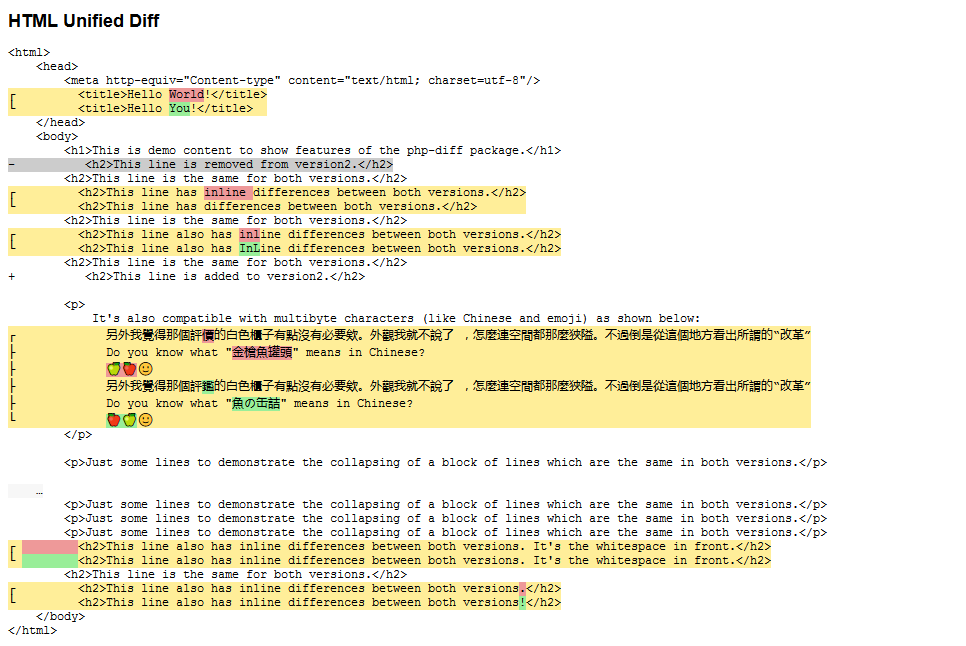 HTML Unified Diff
<html>
<head>
<meta http-equiv="Content-type" content="text/html; charset=utf-8"/>
[ <title>Hello World!</title>
<title>Hello You!</title>
</head>
<body>
<h1>This is demo content to show features of the php-diff package.</h1>
- <h2>This line is removed from version2.</h2>
<h2>This line is the same for both versions.</h2>
[ <h2>This line has inline differences between both versions.</h2>
<h2>This line has differences between both versions.</h2>
<h2>This line is the same for both versions.</h2>
[ <h2>This line also has inline differences between both versions.</h2>
<h2>This line also has InLine differences between both versions.</h2>
<h2>This line is the same for both versions.</h2>
+ <h2>This line is added to version2.</h2>
<p>
It's also compatible with multibyte characters (like Chinese and emoji) as shown below:
┌ 另外我覺得那個評價的白色櫃子有點沒有必要欸。外觀我就不說了 ，怎麼連空間都那麼狹隘。不過倒是從這個地方看出所謂的“改革”
├ Do you know what "金槍魚罐頭" means in Chinese?
├ 🍏🍎🙂
├ 另外我覺得那個評鑑的白色櫃子有點沒有必要欸。外觀我就不說了 ，怎麼連空間都那麼狹隘。不過倒是從這個地方看出所謂的“改革”
├ Do you know what "魚の缶詰" means in Chinese?
└ 🍎🍏🙂
</p>
<p>Just some lines to demonstrate the collapsing of a block of lines which are the same in both versions.</p>
…
<p>Just some lines to demonstrate the collapsing of a block of lines which are the same in both versions.</p>
<p>Just some lines to demonstrate the collapsing of a block of lines which are the same in both versions.</p>
<p>Just some lines to demonstrate the collapsing of a block of lines which are the same in both versions.</p>
[ <h2>This line also has inline differences between both versions. It's the whitespace in front.</h2>
<h2>This line also has inline differences between both versions. It's the whitespace in front.</h2>
<h2>This line is the same for both versions.</h2>
[ <h2>This line also has inline differences between both versions.</h2>
<h2>This line also has inline differences between both versions!</h2>
</body>
</html>